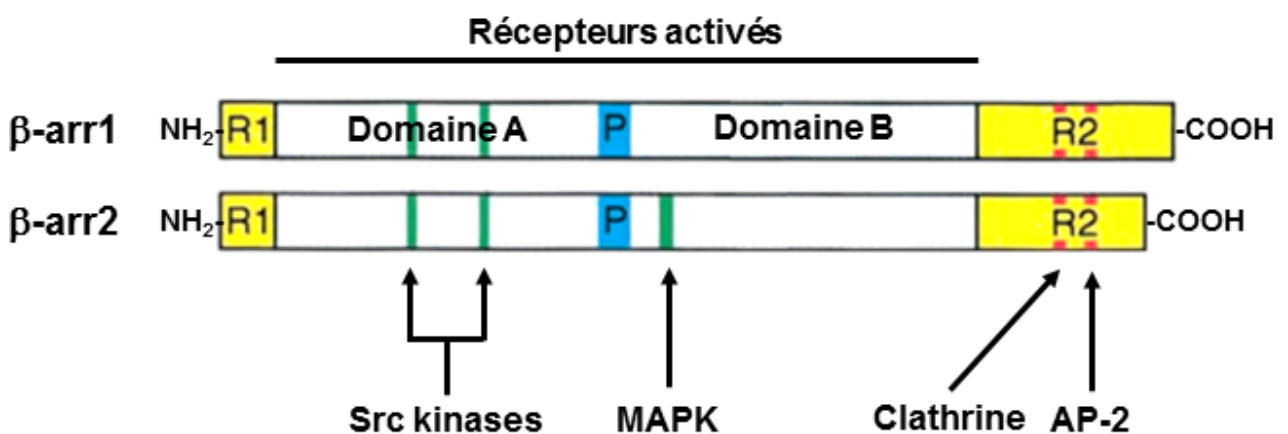 Récepteurs activés
β-arr1 NH₂-R1 Domaine A P Domaine B R2 -COOH
β-arr2 NH₂-R1 P R2 -COOH
Src kinases MAPK Clathrine AP-2